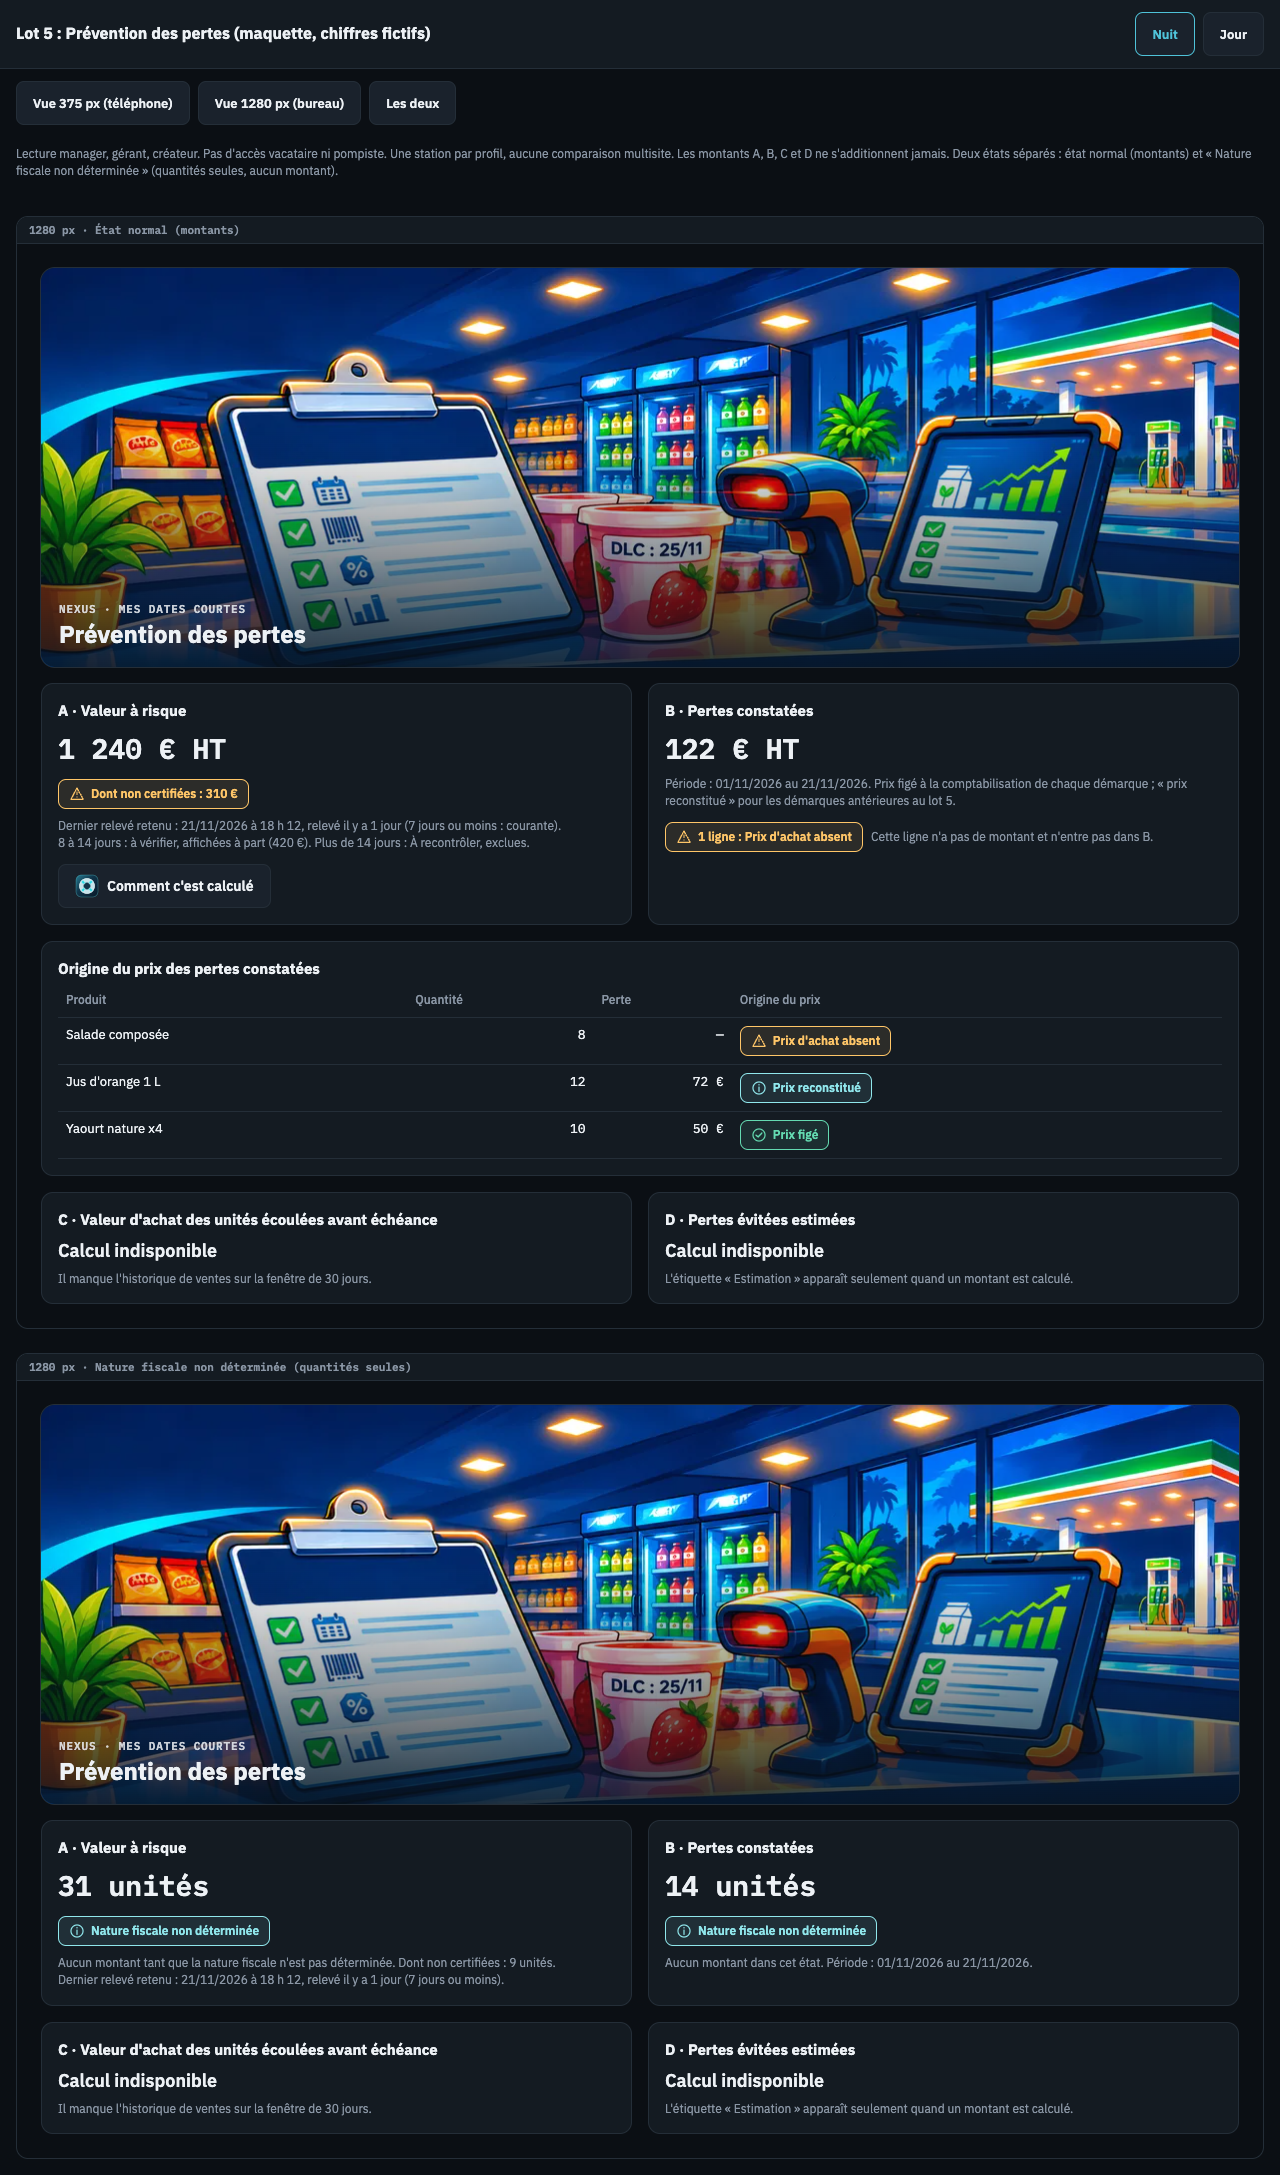 Lot 5 : Prévention des pertes (maquette, chiffres fictifs)
Nuit
Jour
Vue 375 px (téléphone)
Vue 1280 px (bureau)
Les deux
Lecture manager, gérant, créateur. Pas d'accès vacataire ni pompiste. Une station par profil, aucune comparaison multisite. Les montants A, B, C et D ne s'additionnent jamais. Deux états séparés : état normal (montants) et « Nature
fiscale non déterminée » (quantités seules, aucun montant).
1280 px · État normal (montants)
DLC : 25/11
NEXUS · MES DATES COURTES
Prévention des pertes
A · Valeur à risque
1 240 € HT
Dont non certifiées : 310 €
Dernier relevé retenu : 21/11/2026 à 18 h 12, relevé il y a 1 jour (7 jours ou moins : courante).
8 à 14 jours : à vérifier, affichées à part (420 €). Plus de 14 jours : À recontrôler, exclues.
Comment c'est calculé
B · Pertes constatées
122 € HT
Période : 01/11/2026 au 21/11/2026. Prix figé à la comptabilisation de chaque démarque ; « prix
reconstitué » pour les démarques antérieures au lot 5.
1 ligne : Prix d'achat absent
Cette ligne n'a pas de montant et n'entre pas dans B.
Origine du prix des pertes constatées
Produit Quantité Perte Origine du prix
Salade composée 8 — Prix d'achat absent
Jus d'orange 1 L 12 72 € Prix reconstitué
Yaourt nature x4 10 50 € Prix figé
C · Valeur d'achat des unités écoulées avant échéance
Calcul indisponible
Il manque l'historique de ventes sur la fenêtre de 30 jours.
D · Pertes évitées estimées
Calcul indisponible
L'étiquette « Estimation » apparaît seulement quand un montant est calculé.
1280 px · Nature fiscale non déterminée (quantités seules)
DLC : 25/11
NEXUS · MES DATES COURTES
Prévention des pertes
A · Valeur à risque
31 unités
Nature fiscale non déterminée
Aucun montant tant que la nature fiscale n'est pas déterminée. Dont non certifiées : 9 unités.
Dernier relevé retenu : 21/11/2026 à 18 h 12, relevé il y a 1 jour (7 jours ou moins).
B · Pertes constatées
14 unités
Nature fiscale non déterminée
Aucun montant dans cet état. Période : 01/11/2026 au 21/11/2026.
C · Valeur d'achat des unités écoulées avant échéance
Calcul indisponible
Il manque l'historique de ventes sur la fenêtre de 30 jours.
D · Pertes évitées estimées
Calcul indisponible
L'étiquette « Estimation » apparaît seulement quand un montant est calculé.